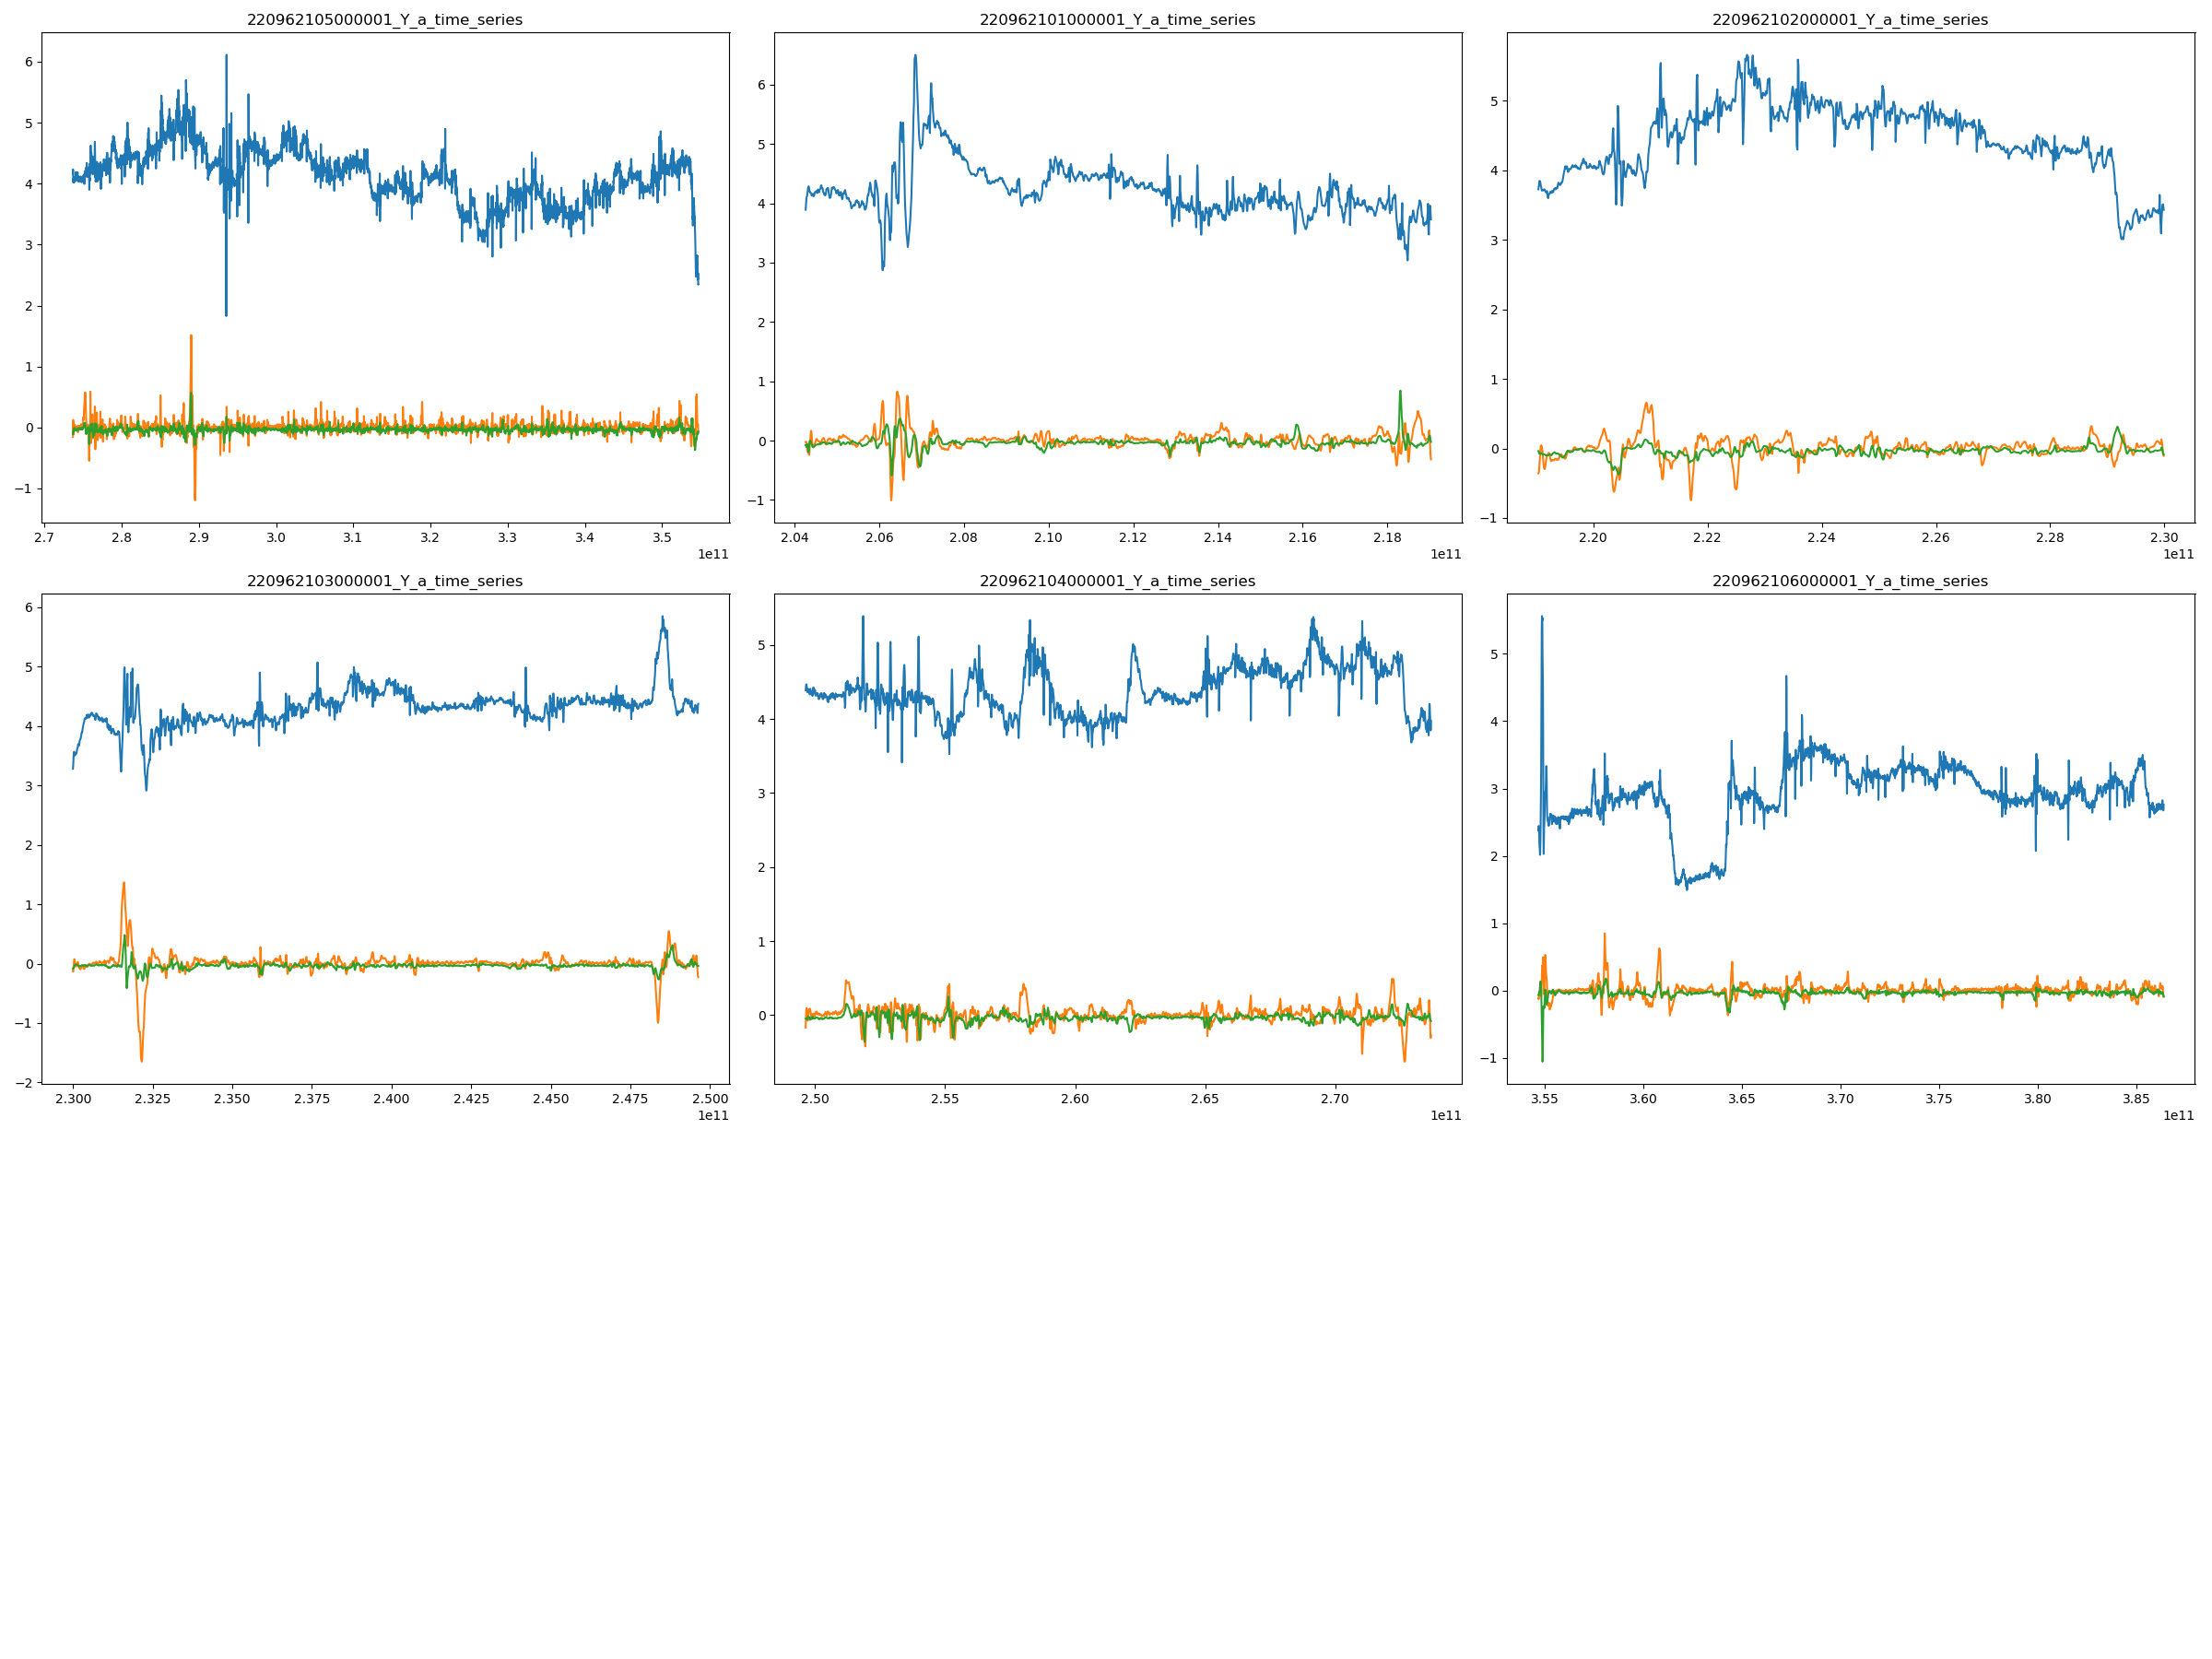 220962105000001_Y_a_time_series
6
5
4
3
2
1
0
−1
2.7 2.8 2.9 3.0 3.1 3.2 3.3 3.4 3.5
1e11
220962101000001_Y_a_time_series
6
5
4
3
2
1
0
−1
2.04 2.06 2.08 2.10 2.12 2.14 2.16 2.18
1e11
220962102000001_Y_a_time_series
5
4
3
2
1
0
−1
2.20 2.22 2.24 2.26 2.28 2.30
1e11
220962103000001_Y_a_time_series
6
5
4
3
2
1
0
−1
−2
2.300 2.325 2.350 2.375 2.400 2.425 2.450 2.475 2.500
1e11
220962104000001_Y_a_time_series
5
4
3
2
1
0
2.50 2.55 2.60 2.65 2.70
1e11
220962106000001_Y_a_time_series
5
4
3
2
1
0
−1
3.55 3.60 3.65 3.70 3.75 3.80 3.85
1e11